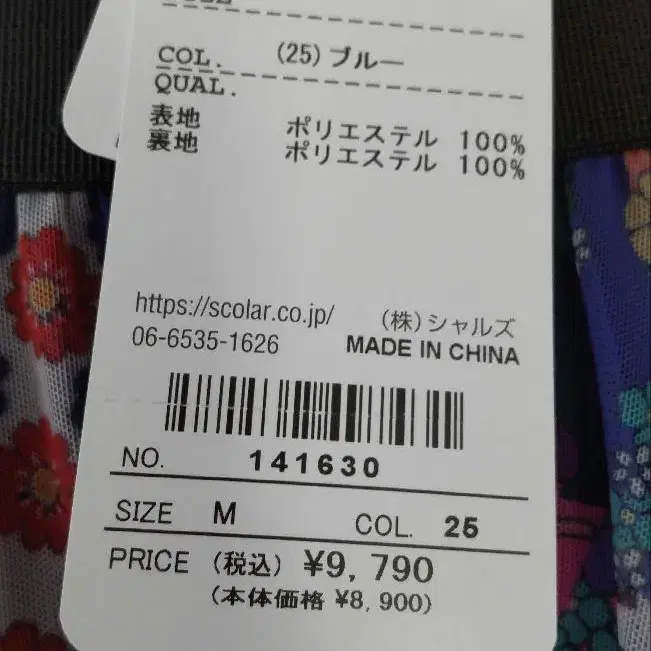 COL. (25)ブルー
QUAL.
表地 ポリエステル 100%
裏地 ポリエステル 100%
https://scolar.co.jp/ (株)シャルズ
06-6535-1626 MADE IN CHINA
NO. 141630
SIZE M COL. 25
PRICE (税込) ¥9,790
(本体価格 ¥8,900)